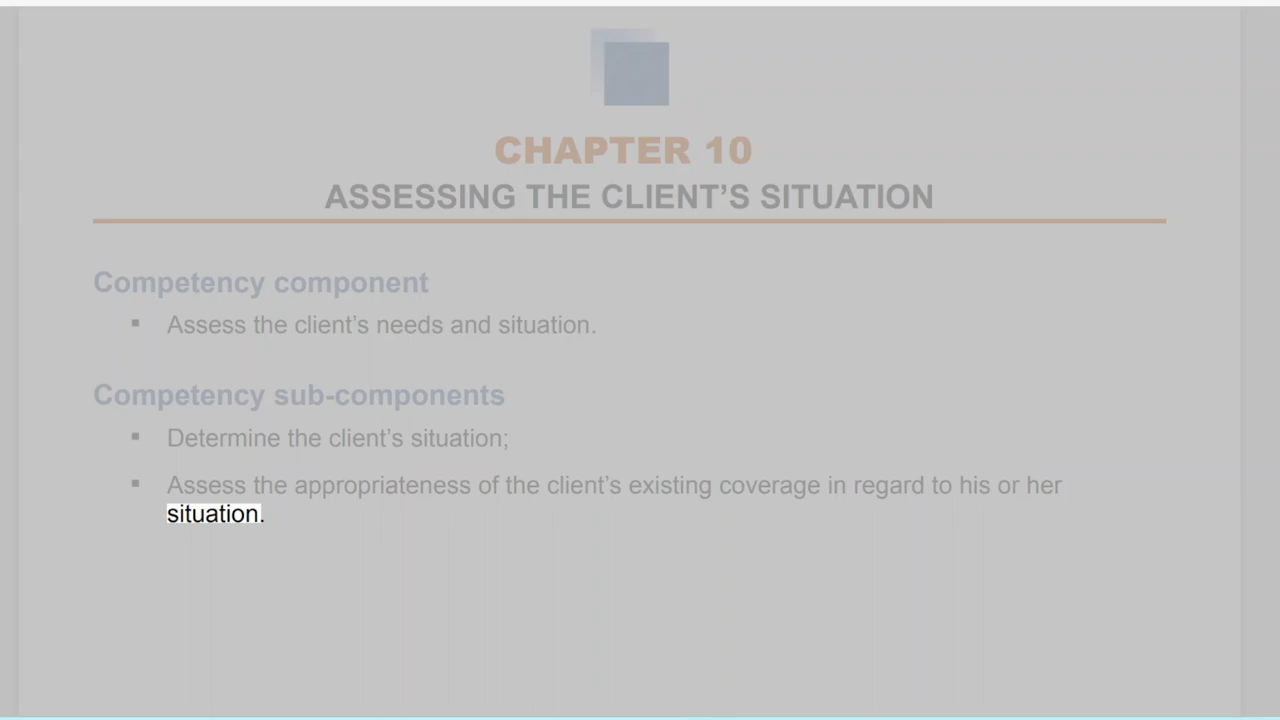 CHAPTER 10
ASSESSING THE CLIENT’S SITUATION
Competency component
▪ Assess the client’s needs and situation.
Competency sub-components
▪ Determine the client’s situation;
▪ Assess the appropriateness of the client’s existing coverage in regard to his or her
situation.